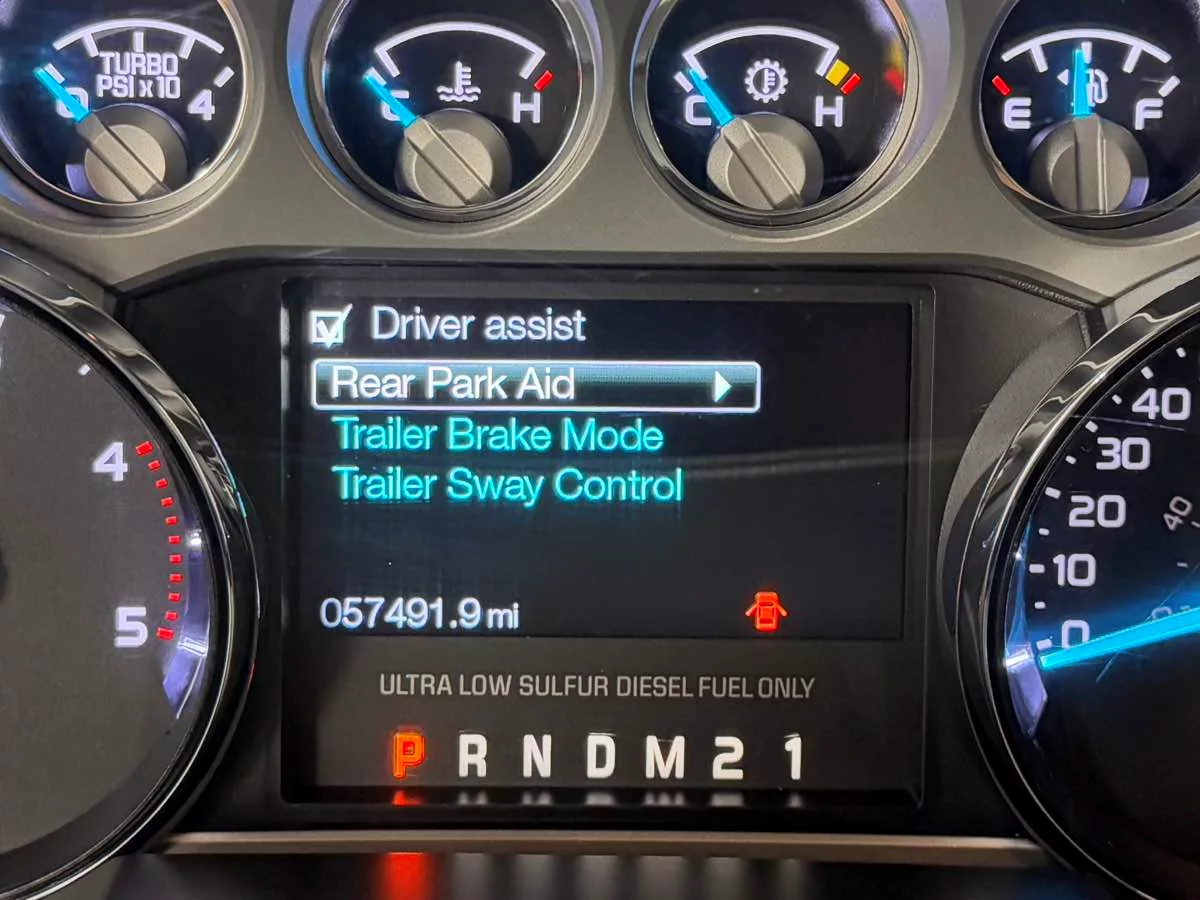 TURBO
PSI x 10
0 4
C H
C H
E F
Driver assist
Rear Park Aid
Trailer Brake Mode
Trailer Sway Control
057491.9 mi
ULTRA LOW SULFUR DIESEL FUEL ONLY
P R N D M 2 1
4
5
40
30
20
10
0
40